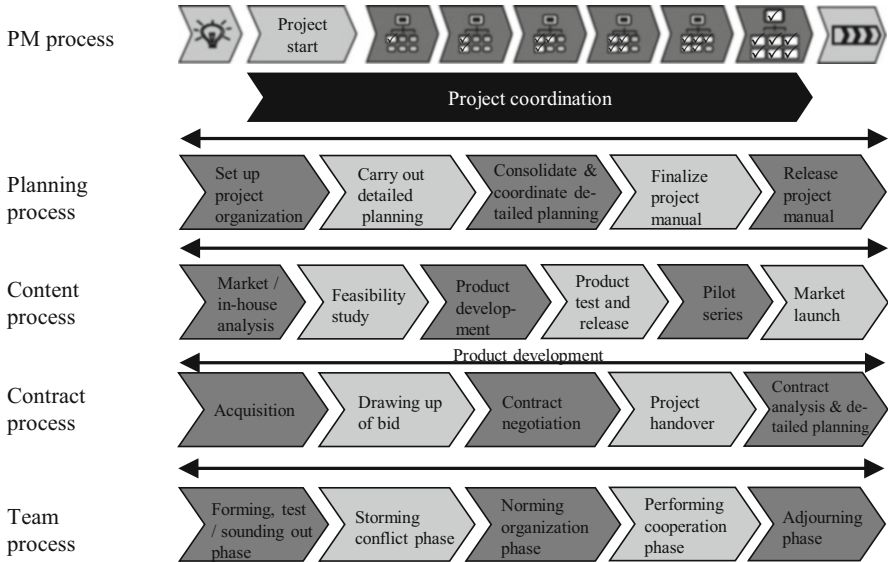 PM process
Project
start
Project coordination
Planning
process
Set up
project
organization
Carry out
detailed
planning
Consolidate &
coordinate de-
tailed planning
Finalize
project
manual
Release
project
manual
Content
process
Market /
in-house
analysis
Feasibility
study
Product
develop-
ment
Product
test and
release
Pilot
series
Market
launch
Product development
Contract
process
Acquisition
Drawing up
of bid
Contract
negotiation
Project
handover
Contract
analysis & de-
tailed planning
Team
process
Forming, test
/ sounding out
phase
Storming
conflict phase
Norming
organization
phase
Performing
cooperation
phase
Adjourning
phase